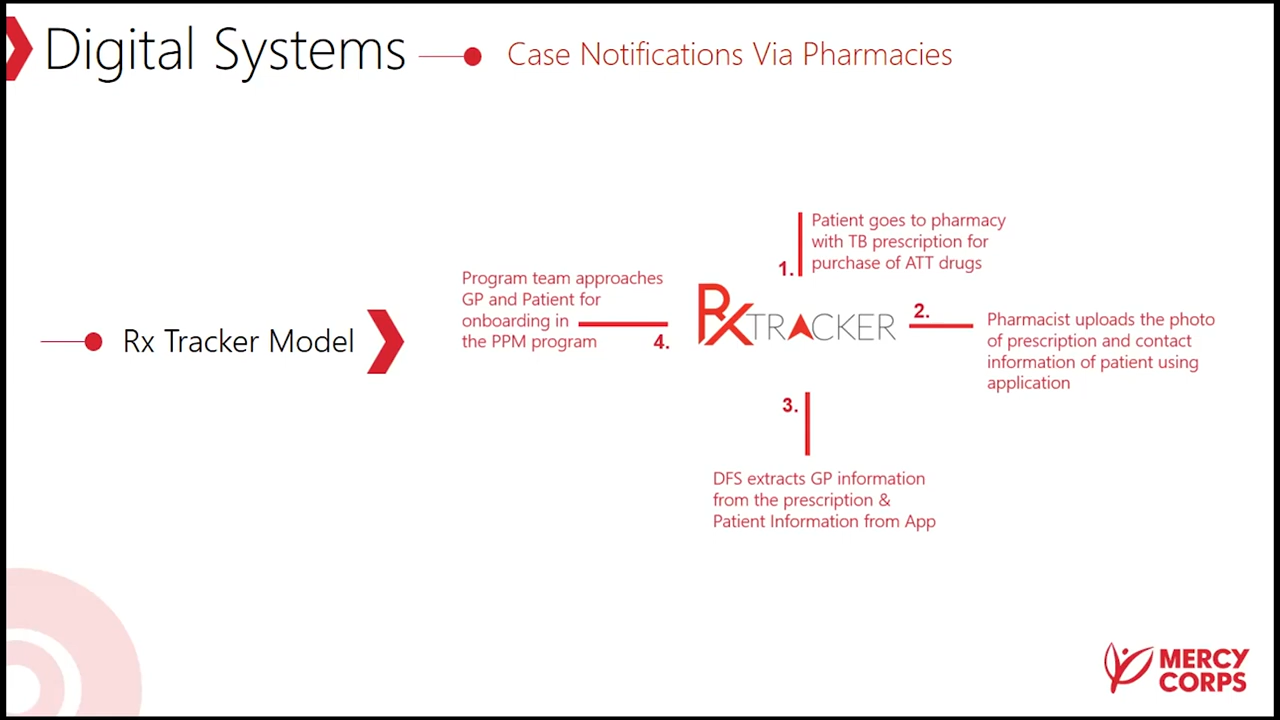 Digital Systems
Case Notifications Via Pharmacies
Rx Tracker Model
1.
Patient goes to pharmacy
with TB prescription for
purchase of ATT drugs
RXTRACKER
2.
Pharmacist uploads the photo
of prescription and contact
information of patient using
application
3.
DFS extracts GP information
from the prescription &
Patient Information from App
4.
Program team approaches
GP and Patient for
onboarding in
the PPM program
MERCY
CORPS